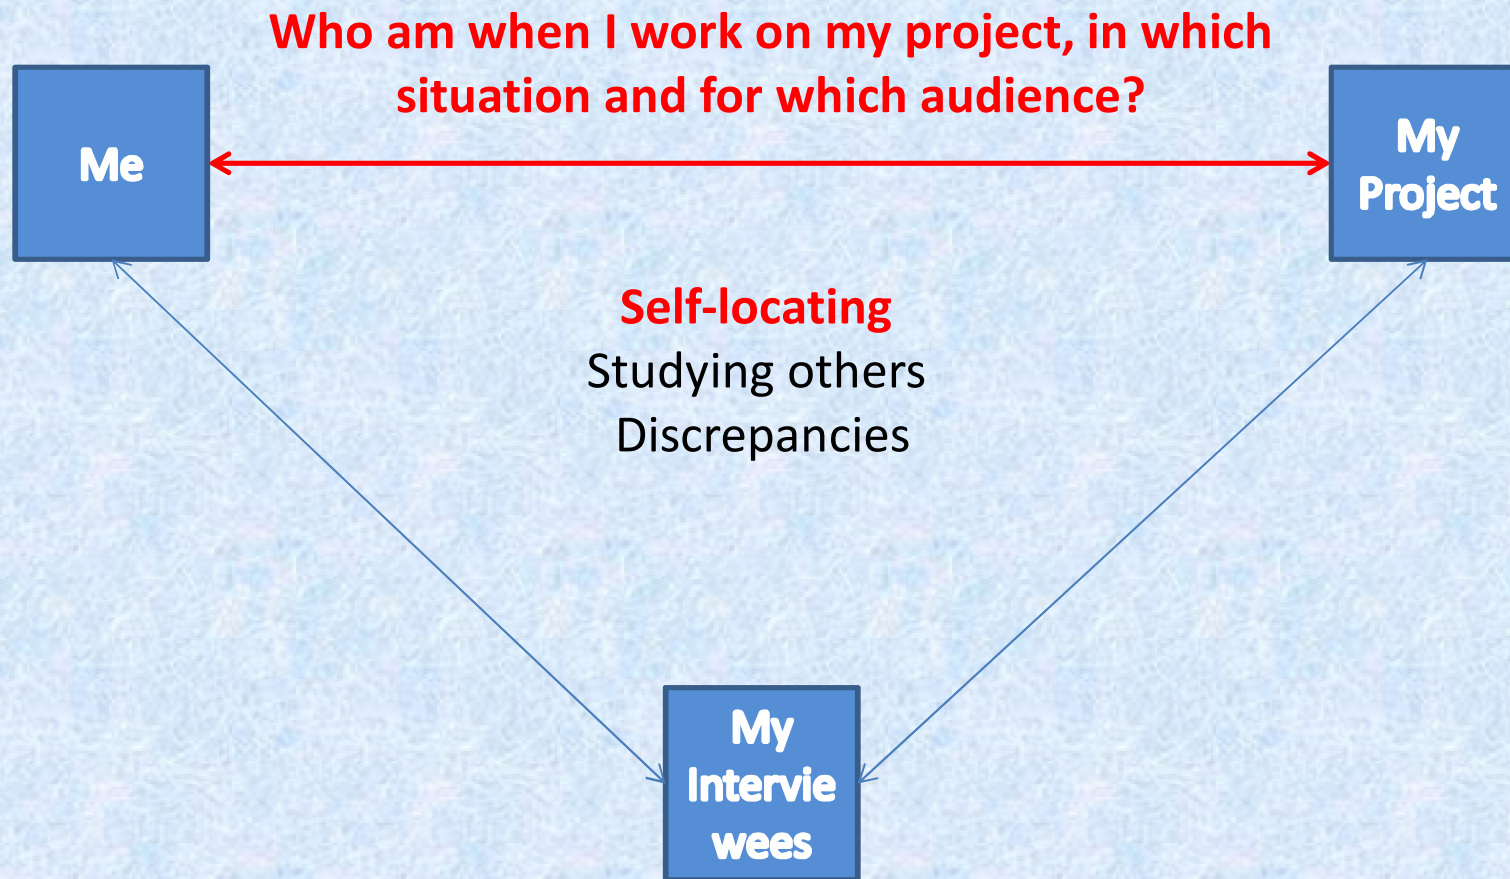 Who am when I work on my project, in which
situation and for which audience?
Me
My
Project
Self-locating
Studying others
Discrepancies
My
Intervie
wees